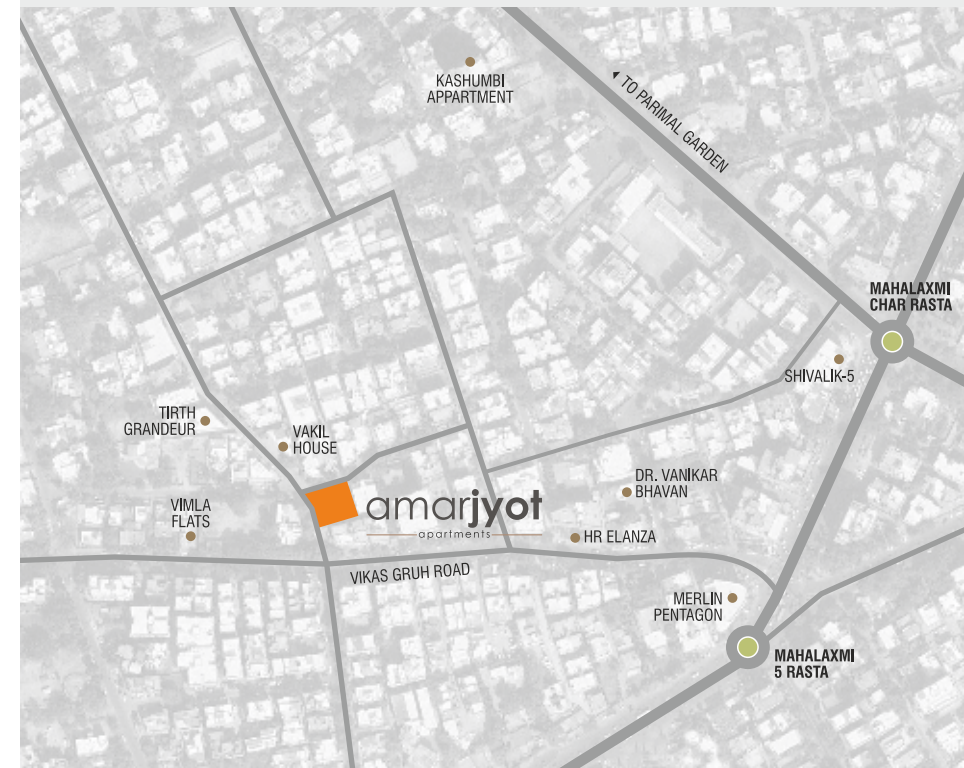 KASHUMBI
APPARTMENT
TO PARIMAL GARDEN
MAHALAXMI
CHAR RASTA
SHIVALIK-5
TIRTH
GRANDEUR
VAKIL
HOUSE
DR. VANIKAR
BHAVAN
VIMLA
FLATS
amarjyot
apartments
HR ELANZA
VIKAS GRUH ROAD
MERLIN
PENTAGON
MAHALAXMI
5 RASTA